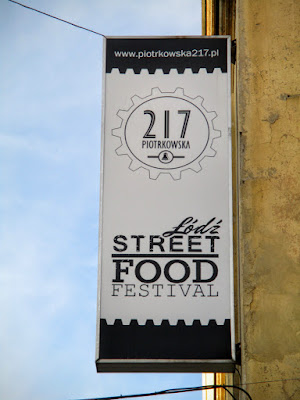 www.piotrkowska217.pl
217
PIOTRKOWSKA
Łódź
STREET
FOOD
FESTIVAL